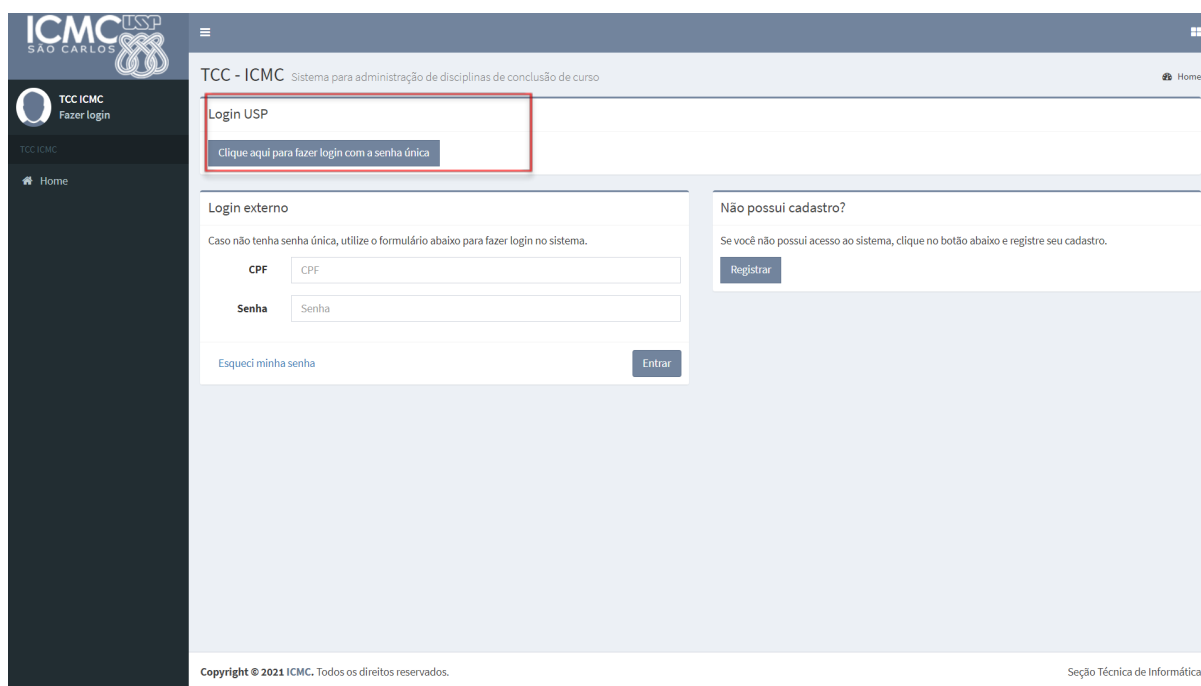 ICMC USP
SÃO CARLOS
TCC ICMC
Fazer login
TCC ICMC
Home
TCC - ICMC Sistema para administração de disciplinas de conclusão de curso
Home
Login USP
Clique aqui para fazer login com a senha única
Login externo
Caso não tenha senha única, utilize o formulário abaixo para fazer login no sistema.
CPF CPF
Senha Senha
Esqueci minha senha Entrar
Não possui cadastro?
Se você não possui acesso ao sistema, clique no botão abaixo e registre seu cadastro.
Registrar
Copyright © 2021 ICMC. Todos os direitos reservados.
Seção Técnica de Informática